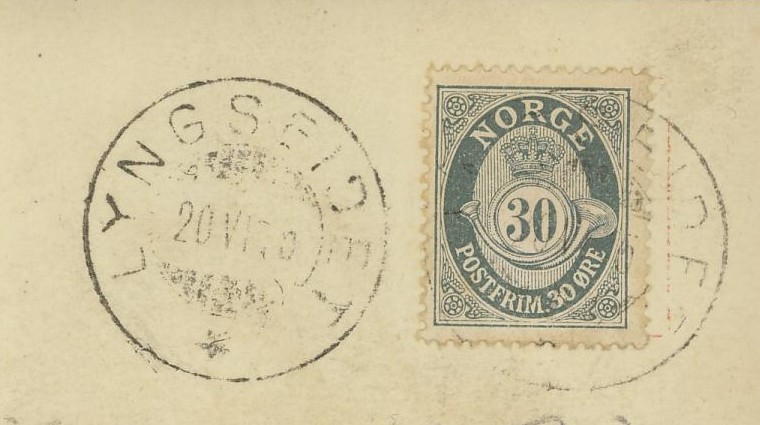 LYNGSEIDET
20 VI
NORGE
30
POSTFRIM. 30 ØRE